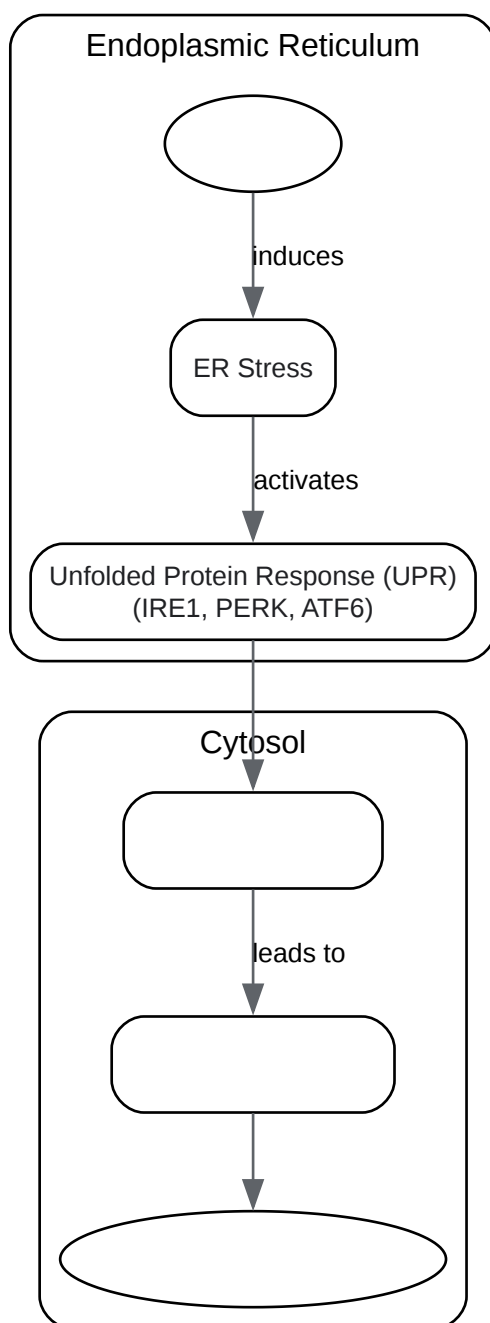 Endoplasmic Reticulum
induces
ER Stress
activates
Unfolded Protein Response (UPR)
(IRE1, PERK, ATF6)
Cytosol
leads to